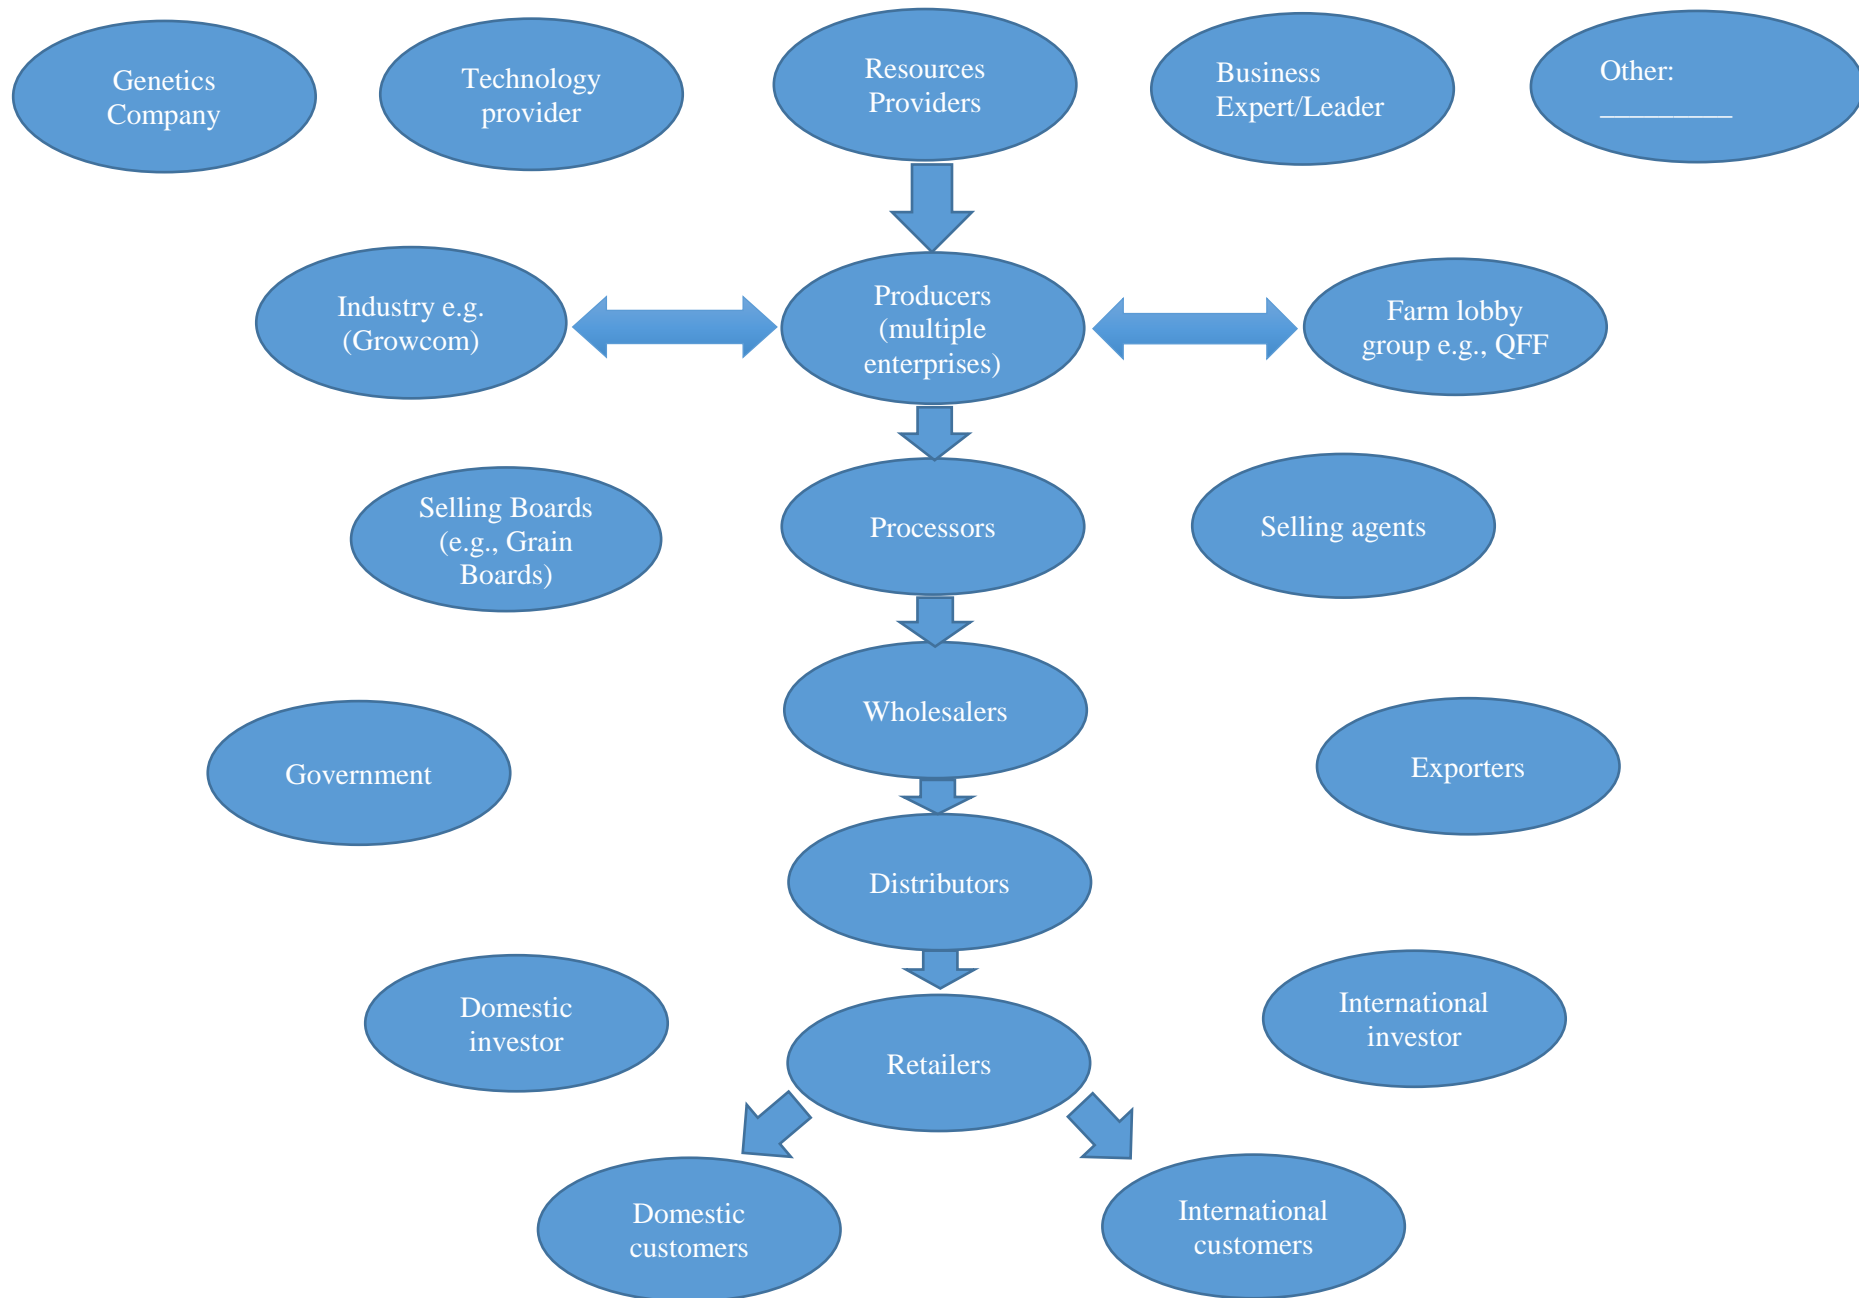 Genetics
Company
Technology
provider
Resources
Providers
Business
Expert/Leader
Other:
_________
Industry e.g.
(Growcom)
Producers
(multiple
enterprises)
Farm lobby
group e.g., QFF
Selling Boards
(e.g., Grain
Boards)
Processors
Selling agents
Wholesalers
Government
Exporters
Distributors
Domestic
investor
Retailers
International
investor
Domestic
customers
International
customers